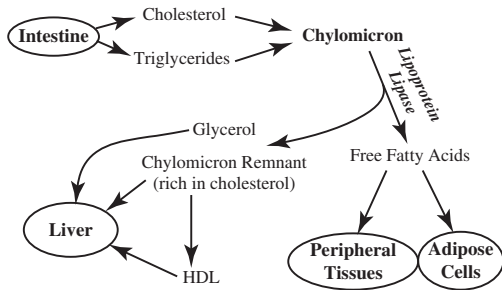 Intestine
Cholesterol
Triglycerides
Chylomicron
Lipoprotein
Lipase
Glycerol
Chylomicron Remnant
(rich in cholesterol)
Free Fatty Acids
Liver
HDL
Peripheral
Tissues
Adipose
Cells